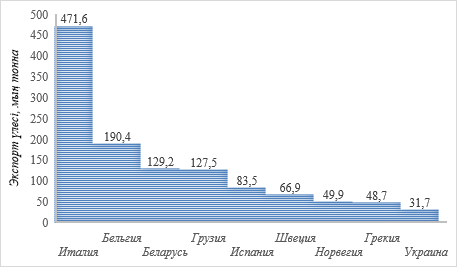 Экспорт үлесі, мың тонна
500
450
400
350
300
250
200
150
100
50
0
471,6
190,4
129,2
127,5
83,5
66,9
49,9
48,7
31,7
Италия
Бельгия
Беларусь
Грузия
Испания
Швеция
Норвегия
Грекия
Украина